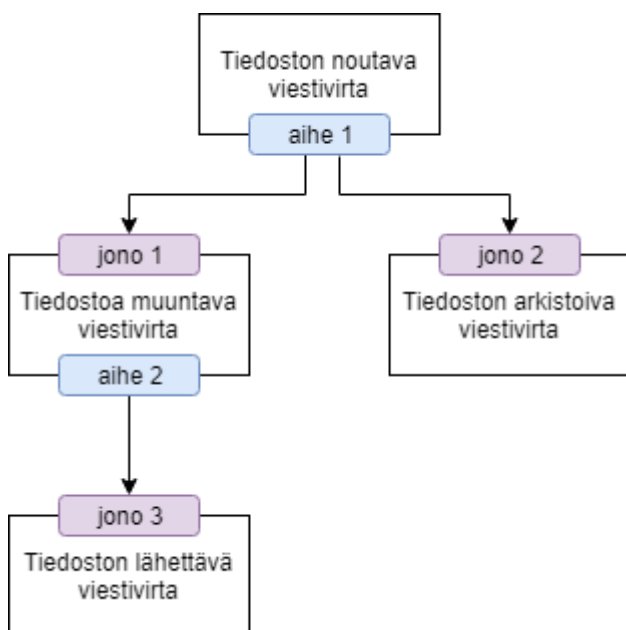 Tiedoston noutava
viestivirta
aihe 1
jono 1
Tiedostoa muuntava
viestivirta
aihe 2
jono 2
Tiedoston arkistoiva
viestivirta
jono 3
Tiedoston lähettävä
viestivirta